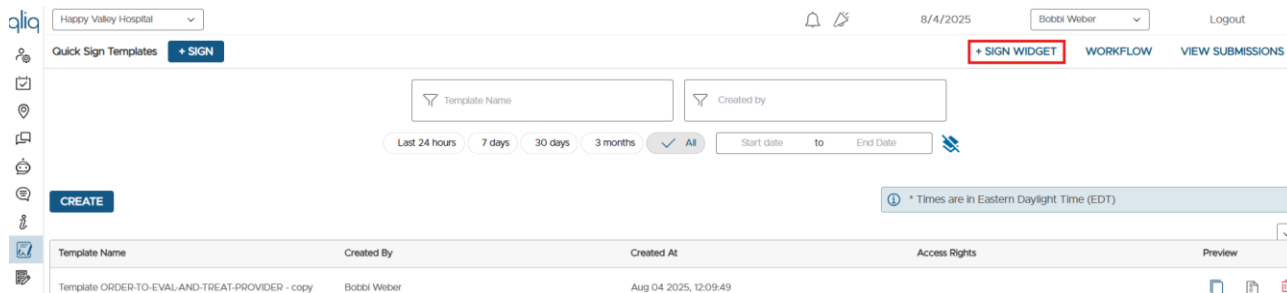 qliq Happy Valley Hospital 8/4/2025 Bobbi Weber Logout
Quick Sign Templates + SIGN + SIGN WIDGET WORKFLOW VIEW SUBMISSIONS
Template Name Created by
Last 24 hours 7 days 30 days 3 months All Start date to End Date
CREATE * Times are in Eastern Daylight Time (EDT)
Template Name Created By Created At Access Rights Preview
Template ORDER-TO-EVAL-AND-TREAT-PROVIDER - copy Bobbi Weber Aug 04 2025, 12:09:49